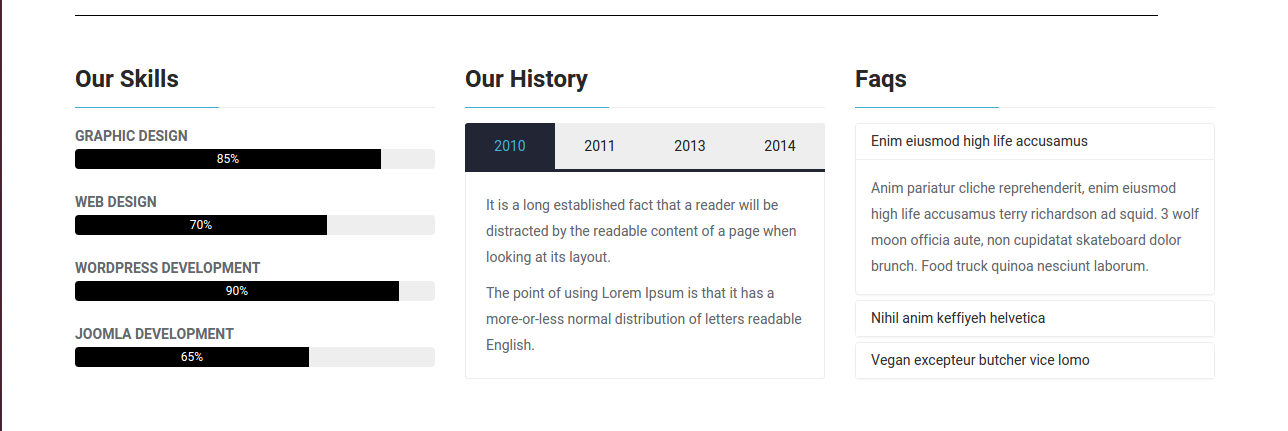 Our Skills
GRAPHIC DESIGN
85%
WEB DESIGN
70%
WORDPRESS DEVELOPMENT
90%
JOOMLA DEVELOPMENT
65%
Our History
2010 2011 2013 2014
It is a long established fact that a reader will be
distracted by the readable content of a page when
looking at its layout.
The point of using Lorem Ipsum is that it has a
more-or-less normal distribution of letters readable
English.
Faqs
Enim eiusmod high life accusamus
Anim pariatur cliche reprehenderit, enim eiusmod
high life accusamus terry richardson ad squid. 3 wolf
moon officia aute, non cupidatat skateboard dolor
brunch. Food truck quinoa nesciunt laborum.
Nihil anim keffiyeh helvetica
Vegan excepteur butcher vice lomo